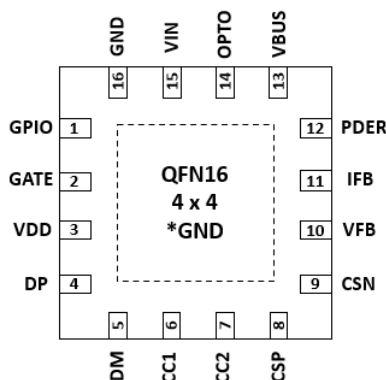 GND VIN OPTO VBUS
16 15 14 13
GPIO 1 12 PDER
GATE 2 11 IFB
VDD 3 10 VFB
DP 4 9 CSN
QFN16
4 x 4
*GND
5 6 7 8
DM CC1 CC2 CSP